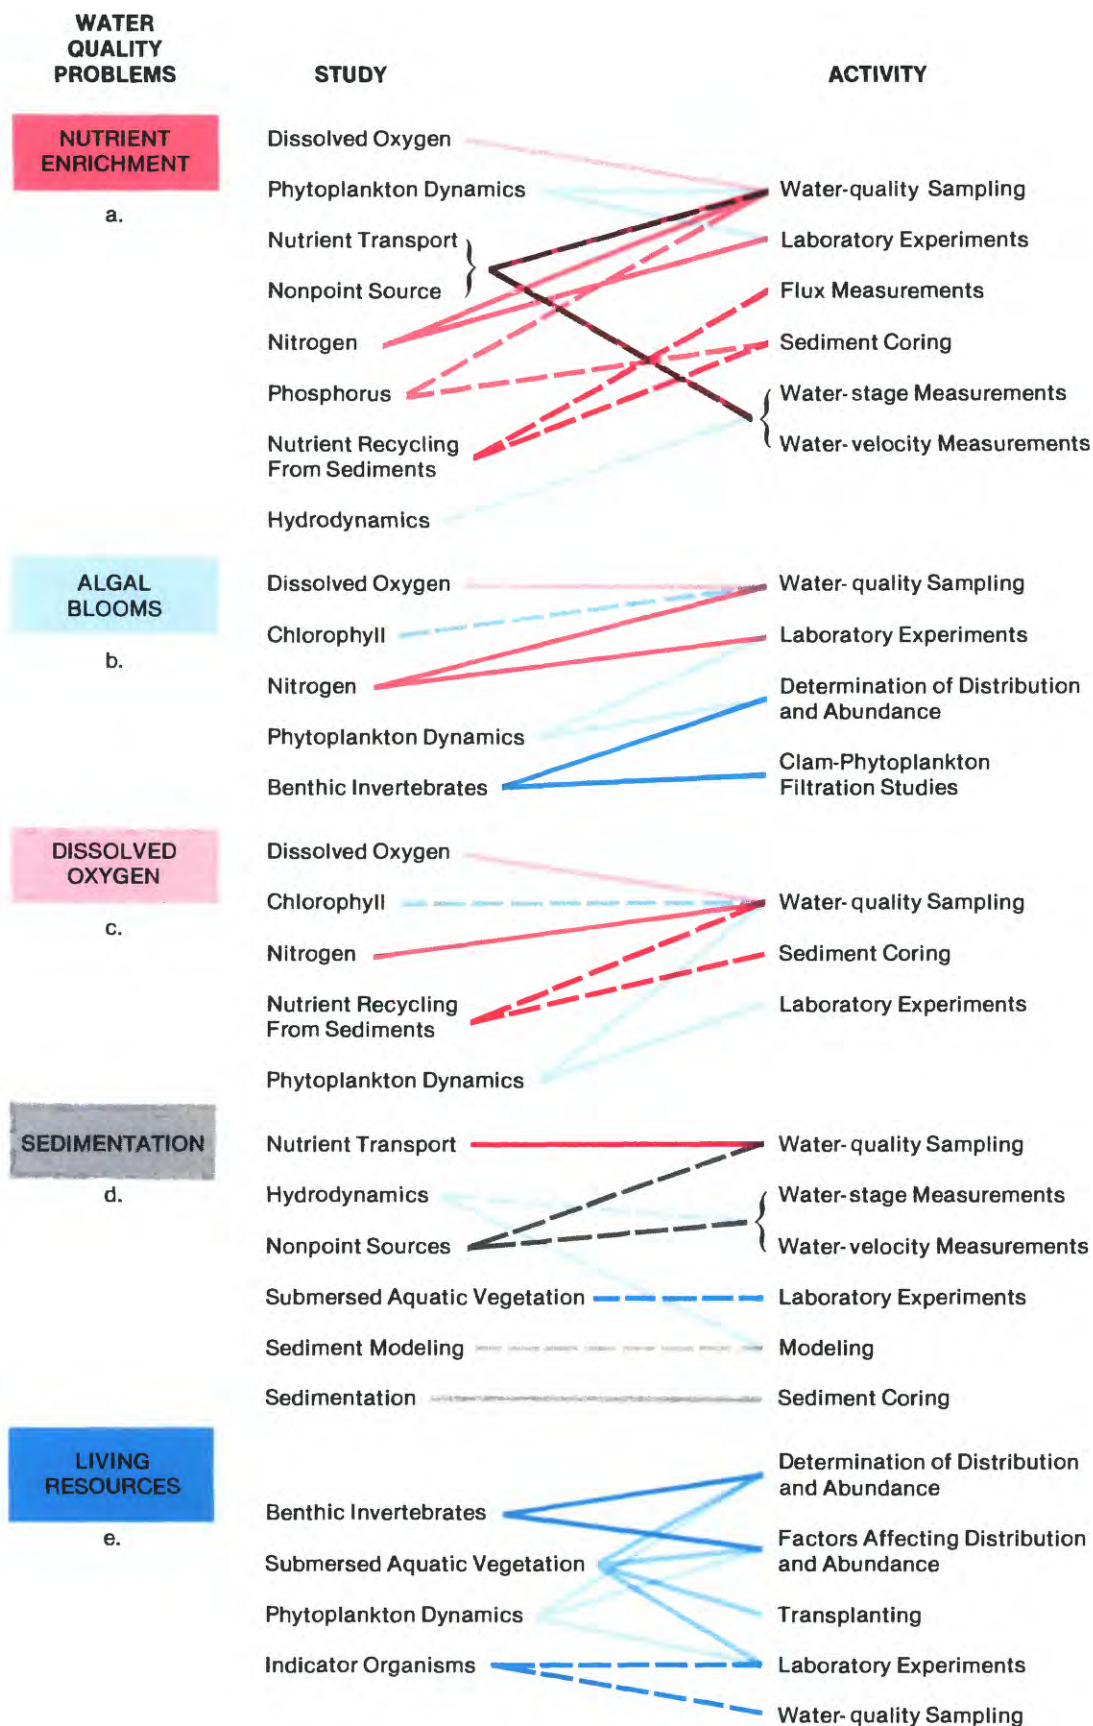 WATER
QUALITY
PROBLEMS
STUDY
ACTIVITY
NUTRIENT
ENRICHMENT
a.
Dissolved Oxygen
Phytoplankton Dynamics
Nutrient Transport
Nonpoint Source
Nitrogen
Phosphorus
Nutrient Recycling
From Sediments
Hydrodynamics
Water-quality Sampling
Laboratory Experiments
Flux Measurements
Sediment Coring
Water-stage Measurements
Water-velocity Measurements
ALGAL
BLOOMS
b.
Dissolved Oxygen
Chlorophyll
Nitrogen
Phytoplankton Dynamics
Benthic Invertebrates
Water-quality Sampling
Laboratory Experiments
Determination of Distribution
and Abundance
Clam-Phytoplankton
Filtration Studies
DISSOLVED
OXYGEN
c.
Dissolved Oxygen
Chlorophyll
Nitrogen
Nutrient Recycling
From Sediments
Phytoplankton Dynamics
Water-quality Sampling
Sediment Coring
Laboratory Experiments
SEDIMENTATION
d.
Nutrient Transport
Hydrodynamics
Nonpoint Sources
Submersed Aquatic Vegetation
Sediment Modeling
Sedimentation
Water-quality Sampling
Water-stage Measurements
Water-velocity Measurements
Laboratory Experiments
Modeling
Sediment Coring
LIVING
RESOURCES
e.
Benthic Invertebrates
Submersed Aquatic Vegetation
Phytoplankton Dynamics
Indicator Organisms
Determination of Distribution
and Abundance
Factors Affecting Distribution
and Abundance
Transplanting
Laboratory Experiments
Water-quality Sampling